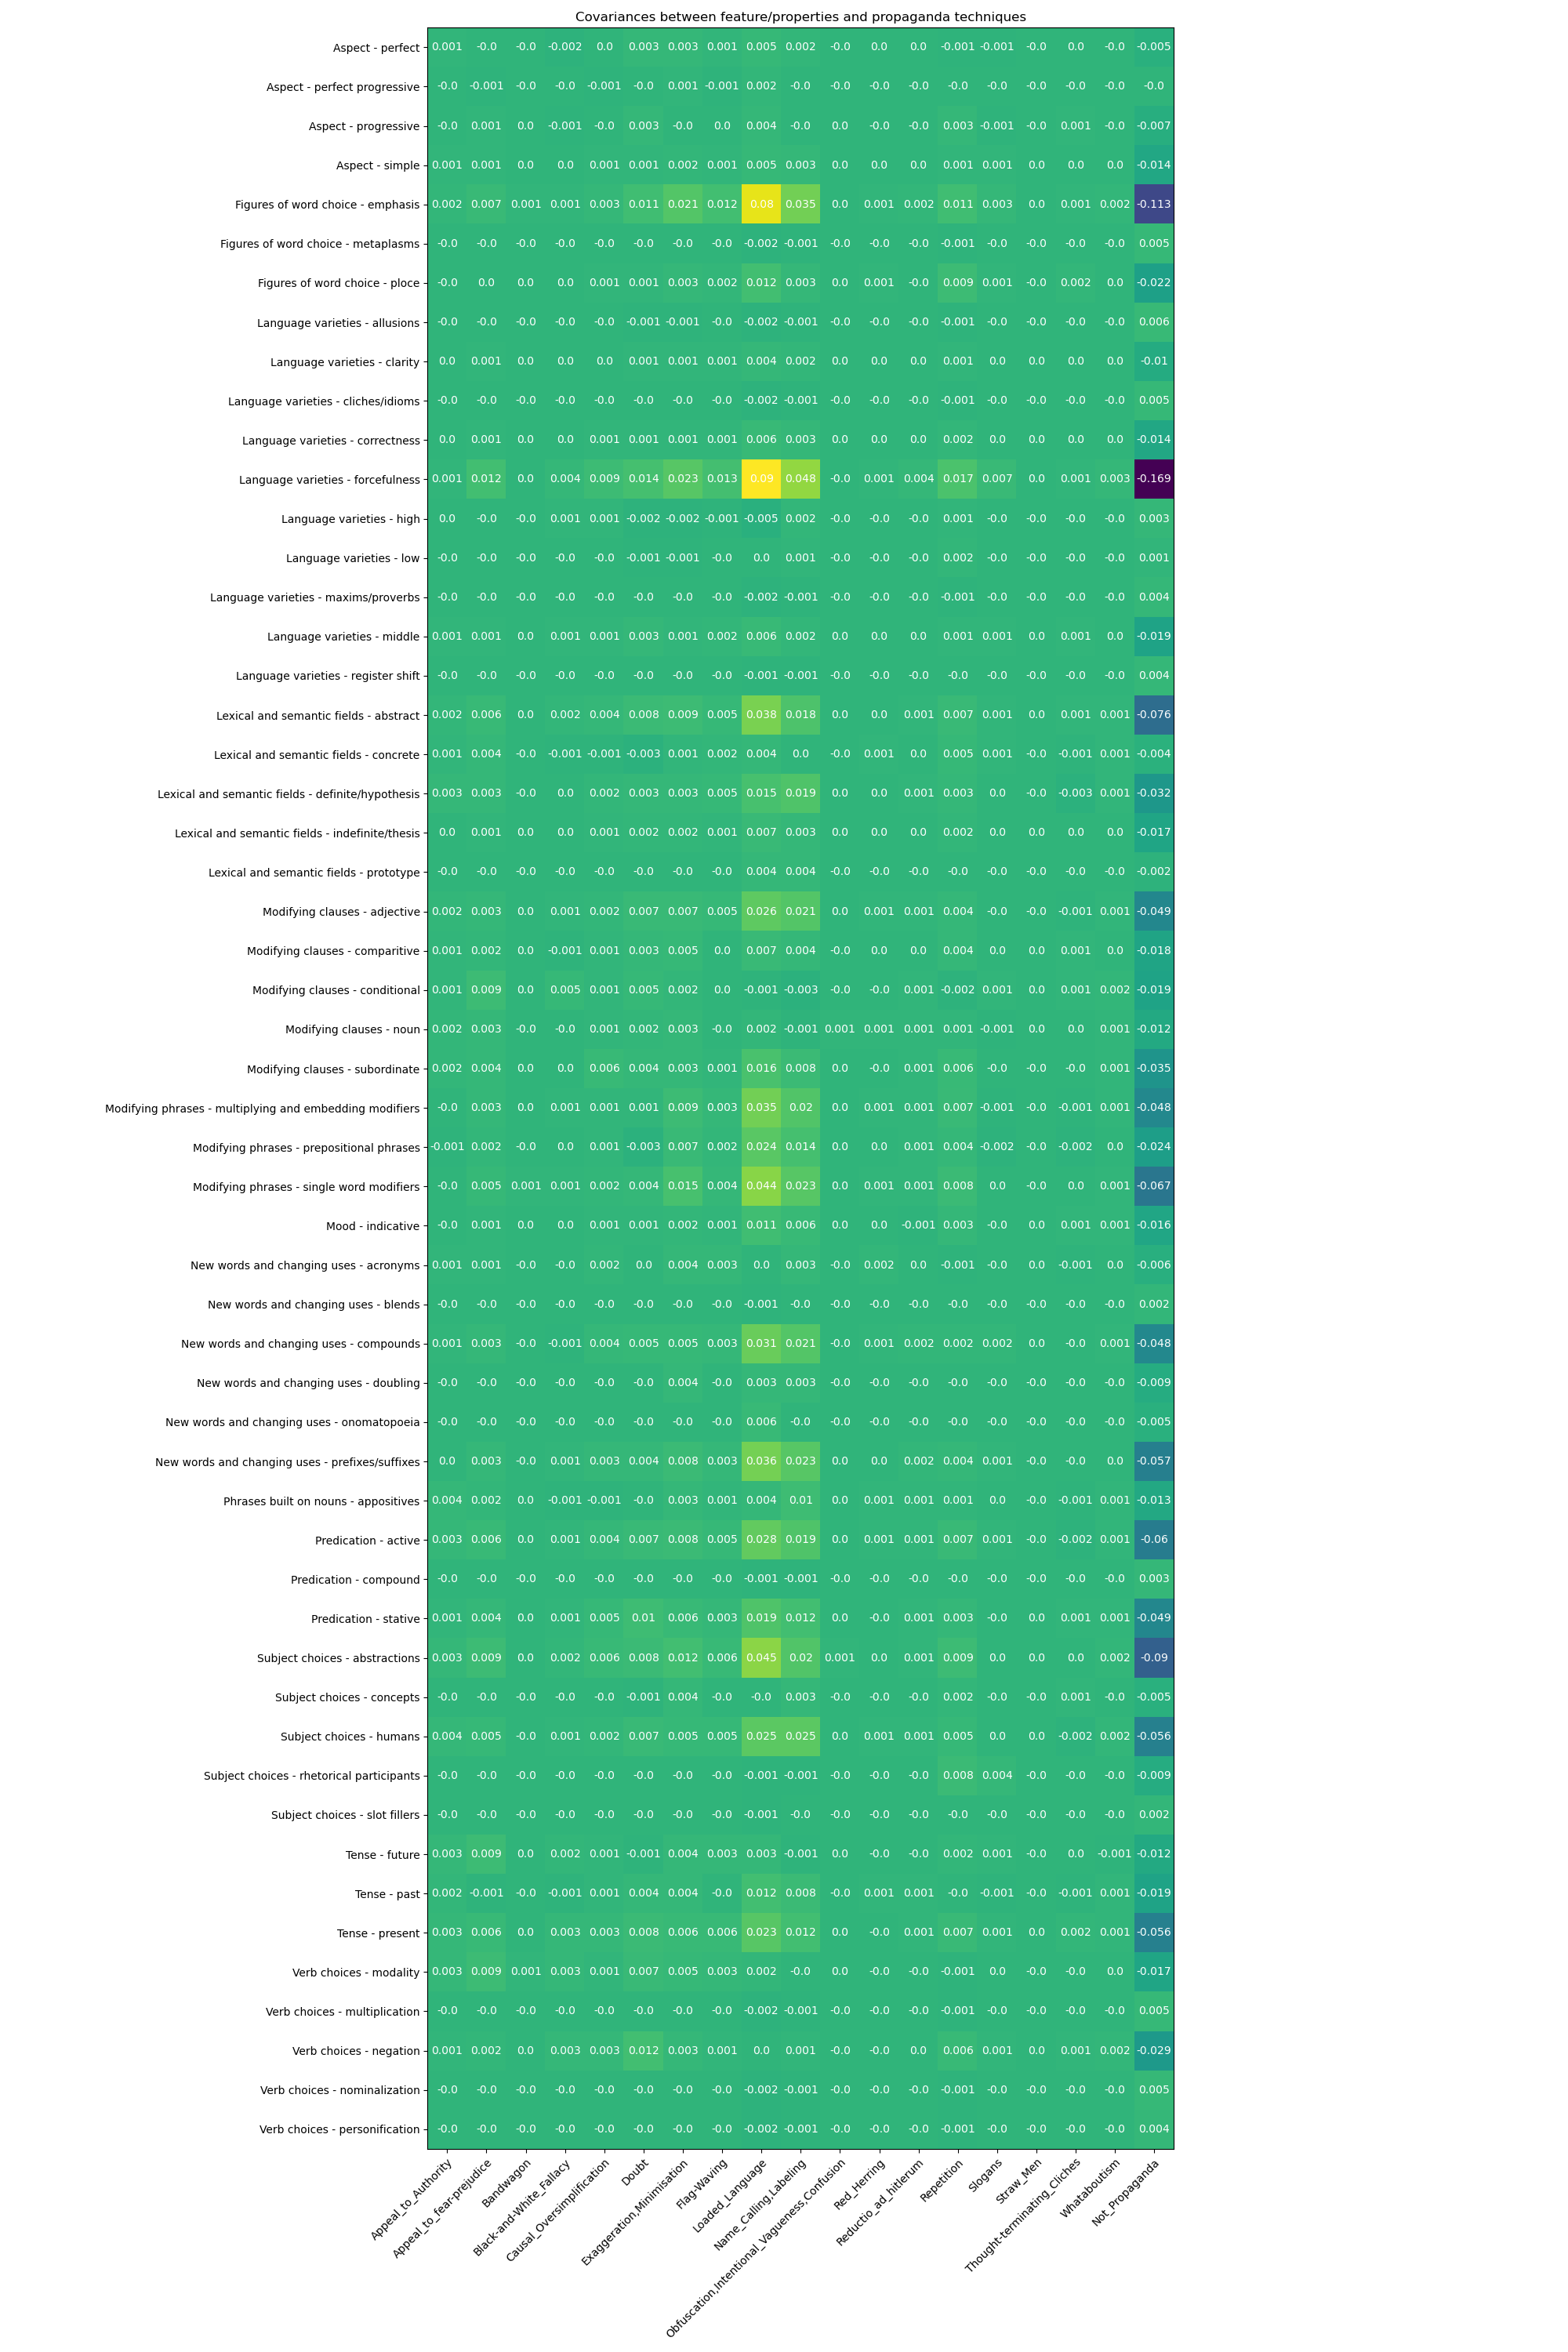 Covariances between feature/properties and propaganda techniques
Aspect - perfect 0.001 -0.0 -0.0 -0.002 0.0 0.003 0.003 0.001 0.005 0.002 -0.0 0.0 0.0 -0.001 -0.001 -0.0 0.0 -0.0 -0.005
Aspect - perfect progressive -0.0 -0.001 -0.0 -0.0 -0.001 -0.0 0.001 -0.001 0.002 -0.0 -0.0 -0.0 -0.0 -0.0 -0.0 -0.0 -0.0 -0.0 -0.0
Aspect - progressive -0.0 0.001 0.0 -0.001 -0.0 0.003 -0.0 0.0 0.004 -0.0 0.0 -0.0 -0.0 0.003 -0.001 -0.0 0.001 -0.0 -0.007
Aspect - simple 0.001 0.001 0.0 0.0 0.001 0.001 0.002 0.001 0.005 0.003 0.0 0.0 0.0 0.001 0.001 0.0 0.0 0.0 -0.014
Figures of word choice - emphasis 0.002 0.007 0.001 0.001 0.003 0.011 0.021 0.012 0.08 0.035 0.0 0.001 0.002 0.011 0.003 0.0 0.001 0.002 -0.113
Figures of word choice - metaplasms -0.0 -0.0 -0.0 -0.0 -0.0 -0.0 -0.0 -0.0 -0.002 -0.001 -0.0 -0.0 -0.0 -0.001 -0.0 -0.0 -0.0 -0.0 0.005
Figures of word choice - ploce -0.0 0.0 -0.0 0.0 0.001 0.001 0.003 0.002 0.012 0.003 0.0 0.001 -0.0 0.009 0.001 -0.0 0.002 0.0 -0.022
Language varieties - allusions -0.0 -0.0 -0.0 -0.0 -0.0 -0.001 -0.001 -0.0 -0.002 -0.001 -0.0 -0.0 -0.0 -0.001 -0.0 -0.0 -0.0 -0.0 0.006
Language varieties - clarity 0.0 0.001 0.0 0.0 0.0 0.001 0.001 0.001 0.004 0.002 0.0 0.0 0.0 0.001 0.0 0.0 0.0 0.0 -0.01
Language varieties - cliches/idioms -0.0 -0.0 -0.0 -0.0 -0.0 -0.0 -0.0 -0.0 -0.002 -0.001 -0.0 -0.0 -0.0 -0.001 -0.0 -0.0 -0.0 -0.0 0.005
Language varieties - correctness 0.0 0.001 0.0 0.0 0.001 0.001 0.001 0.001 0.006 0.003 0.0 0.0 0.0 0.002 0.0 0.0 0.0 0.0 -0.014
Language varieties - forcefulness 0.001 0.012 0.0 0.004 0.009 0.014 0.023 0.013 0.09 0.048 -0.0 0.001 0.004 0.017 0.007 0.0 0.001 0.003 -0.169
Language varieties - high 0.0 -0.0 -0.0 0.001 0.001 -0.002 -0.002 -0.001 -0.005 0.002 -0.0 -0.0 -0.0 0.001 -0.0 -0.0 -0.0 -0.0 0.003
Language varieties - low -0.0 -0.0 -0.0 -0.0 -0.0 -0.001 -0.001 -0.0 0.0 0.001 -0.0 -0.0 -0.0 0.002 -0.0 -0.0 -0.0 -0.0 0.001
Language varieties - maxims/proverbs -0.0 -0.0 -0.0 -0.0 -0.0 -0.0 -0.0 -0.0 -0.002 -0.001 -0.0 -0.0 -0.0 -0.001 -0.0 -0.0 -0.0 -0.0 0.004
Language varieties - middle 0.001 0.001 0.0 0.001 0.001 0.003 0.001 0.002 0.006 0.002 0.0 0.0 0.0 0.001 0.001 0.0 0.001 0.0 -0.019
Language varieties - register shift -0.0 -0.0 -0.0 -0.0 -0.0 -0.0 -0.0 -0.0 -0.001 -0.001 -0.0 -0.0 -0.0 -0.0 -0.0 -0.0 -0.0 -0.0 0.004
Lexical and semantic fields - abstract 0.002 0.006 0.0 0.002 0.004 0.008 0.009 0.005 0.038 0.018 0.0 0.0 0.001 0.007 0.001 0.0 0.001 0.001 -0.076
Lexical and semantic fields - concrete 0.001 0.004 -0.0 -0.001 -0.001 -0.003 0.001 0.002 0.004 0.0 -0.0 0.001 0.0 0.005 0.001 -0.0 -0.001 0.001 -0.004
Lexical and semantic fields - definite/hypothesis 0.003 0.003 -0.0 0.0 0.002 0.003 0.003 0.005 0.015 0.019 0.0 0.0 0.001 0.003 0.0 -0.0 -0.003 0.001 -0.032
Lexical and semantic fields - indefinite/thesis 0.0 0.001 0.0 0.0 0.001 0.002 0.002 0.001 0.007 0.003 0.0 0.0 0.0 0.002 0.0 0.0 0.0 0.0 -0.017
Lexical and semantic fields - prototype -0.0 -0.0 -0.0 -0.0 -0.0 -0.0 -0.0 -0.0 0.004 0.004 -0.0 -0.0 -0.0 -0.0 -0.0 -0.0 -0.0 -0.0 -0.002
Modifying clauses - adjective 0.002 0.003 0.0 0.001 0.002 0.007 0.007 0.005 0.026 0.021 0.0 0.001 0.001 0.004 -0.0 -0.0 -0.001 0.001 -0.049
Modifying clauses - comparitive 0.001 0.002 0.0 -0.001 0.001 0.003 0.005 0.0 0.007 0.004 -0.0 0.0 0.0 0.004 0.0 0.0 0.001 0.0 -0.018
Modifying clauses - conditional 0.001 0.009 0.0 0.005 0.001 0.005 0.002 0.0 -0.001 -0.003 -0.0 -0.0 0.001 -0.002 0.001 0.0 0.001 0.002 -0.019
Modifying clauses - noun 0.002 0.003 -0.0 -0.0 0.001 0.002 0.003 -0.0 0.002 -0.001 0.001 0.001 0.001 0.001 -0.001 0.0 0.0 0.001 -0.012
Modifying clauses - subordinate 0.002 0.004 0.0 0.0 0.006 0.004 0.003 0.001 0.016 0.008 0.0 -0.0 0.001 0.006 -0.0 -0.0 -0.0 0.001 -0.035
Modifying phrases - multiplying and embedding modifiers -0.0 0.003 0.0 0.001 0.001 0.001 0.009 0.003 0.035 0.02 0.0 0.001 0.001 0.007 -0.001 -0.0 -0.001 0.001 -0.048
Modifying phrases - prepositional phrases -0.001 0.002 -0.0 0.0 0.001 -0.003 0.007 0.002 0.024 0.014 0.0 0.0 0.001 0.004 -0.002 -0.0 -0.002 0.0 -0.024
Modifying phrases - single word modifiers -0.0 0.005 0.001 0.001 0.002 0.004 0.015 0.004 0.044 0.023 0.0 0.001 0.001 0.008 0.0 -0.0 0.0 0.001 -0.067
Mood - indicative -0.0 0.001 0.0 0.0 0.001 0.001 0.002 0.001 0.011 0.006 0.0 0.0 -0.001 0.003 -0.0 0.0 0.001 0.001 -0.016
New words and changing uses - acronyms 0.001 0.001 -0.0 -0.0 0.002 0.0 0.004 0.003 0.0 0.003 -0.0 0.002 0.0 -0.001 -0.0 0.0 -0.001 0.0 -0.006
New words and changing uses - blends -0.0 -0.0 -0.0 -0.0 -0.0 -0.0 -0.0 -0.0 -0.001 -0.0 -0.0 -0.0 -0.0 -0.0 -0.0 -0.0 -0.0 -0.0 0.002
New words and changing uses - compounds 0.001 0.003 -0.0 -0.001 0.004 0.005 0.005 0.003 0.031 0.021 -0.0 0.001 0.002 0.002 0.002 0.0 -0.0 0.001 -0.048
New words and changing uses - doubling -0.0 -0.0 -0.0 -0.0 -0.0 -0.0 0.004 -0.0 0.003 0.003 -0.0 -0.0 -0.0 -0.0 -0.0 -0.0 -0.0 -0.0 -0.009
New words and changing uses - onomatopoeia -0.0 -0.0 -0.0 -0.0 -0.0 -0.0 -0.0 -0.0 0.006 -0.0 -0.0 -0.0 -0.0 -0.0 -0.0 -0.0 -0.0 -0.0 -0.005
New words and changing uses - prefixes/suffixes 0.0 0.003 -0.0 0.001 0.003 0.004 0.008 0.003 0.036 0.023 0.0 0.0 0.002 0.004 0.001 -0.0 -0.0 0.0 -0.057
Phrases built on nouns - appositives 0.004 0.002 0.0 -0.001 -0.001 -0.0 0.003 0.001 0.004 0.01 0.0 0.001 0.001 0.001 0.0 -0.0 -0.001 0.001 -0.013
Predication - active 0.003 0.006 0.0 0.001 0.004 0.007 0.008 0.005 0.028 0.019 0.0 0.001 0.001 0.007 0.001 -0.0 -0.002 0.001 -0.06
Predication - compound -0.0 -0.0 -0.0 -0.0 -0.0 -0.0 -0.0 -0.0 -0.001 -0.001 -0.0 -0.0 -0.0 -0.0 -0.0 -0.0 -0.0 -0.0 0.003
Predication - stative 0.001 0.004 0.0 0.001 0.005 0.01 0.006 0.003 0.019 0.012 0.0 -0.0 0.001 0.003 -0.0 0.0 0.001 0.001 -0.049
Subject choices - abstractions 0.003 0.009 0.0 0.002 0.006 0.008 0.012 0.006 0.045 0.02 0.001 0.0 0.001 0.009 0.0 0.0 0.0 0.002 -0.09
Subject choices - concepts -0.0 -0.0 -0.0 -0.0 -0.0 -0.001 0.004 -0.0 -0.0 0.003 -0.0 -0.0 -0.0 0.002 -0.0 -0.0 0.001 -0.0 -0.005
Subject choices - humans 0.004 0.005 -0.0 0.001 0.002 0.007 0.005 0.005 0.025 0.025 0.0 0.001 0.001 0.005 0.0 0.0 -0.002 0.002 -0.056
Subject choices - rhetorical participants -0.0 -0.0 -0.0 -0.0 -0.0 -0.0 -0.0 -0.0 -0.001 -0.001 -0.0 -0.0 -0.0 0.008 0.004 -0.0 -0.0 -0.0 -0.009
Subject choices - slot fillers -0.0 -0.0 -0.0 -0.0 -0.0 -0.0 -0.0 -0.0 -0.001 -0.0 -0.0 -0.0 -0.0 -0.0 -0.0 -0.0 -0.0 -0.0 0.002
Tense - future 0.003 0.009 0.0 0.002 0.001 -0.001 0.004 0.003 0.003 -0.001 0.0 -0.0 -0.0 0.002 0.001 -0.0 0.0 -0.001 -0.012
Tense - past 0.002 -0.001 -0.0 -0.001 0.001 0.004 0.004 -0.0 0.012 0.008 -0.0 0.001 0.001 -0.0 -0.001 -0.0 -0.001 0.001 -0.019
Tense - present 0.003 0.006 0.0 0.003 0.003 0.008 0.006 0.006 0.023 0.012 0.0 -0.0 0.001 0.007 0.001 0.0 0.002 0.001 -0.056
Verb choices - modality 0.003 0.009 0.001 0.003 0.001 0.007 0.005 0.003 0.002 -0.0 0.0 -0.0 -0.0 -0.001 0.0 -0.0 -0.0 0.0 -0.017
Verb choices - multiplication -0.0 -0.0 -0.0 -0.0 -0.0 -0.0 -0.0 -0.0 -0.002 -0.001 -0.0 -0.0 -0.0 -0.001 -0.0 -0.0 -0.0 -0.0 0.005
Verb choices - negation 0.001 0.002 0.0 0.003 0.003 0.012 0.003 0.001 0.0 0.001 -0.0 -0.0 0.0 0.006 0.001 0.0 0.001 0.002 -0.029
Verb choices - nominalization -0.0 -0.0 -0.0 -0.0 -0.0 -0.0 -0.0 -0.0 -0.002 -0.001 -0.0 -0.0 -0.0 -0.001 -0.0 -0.0 -0.0 -0.0 0.005
Verb choices - personification -0.0 -0.0 -0.0 -0.0 -0.0 -0.0 -0.0 -0.0 -0.002 -0.001 -0.0 -0.0 -0.0 -0.001 -0.0 -0.0 -0.0 -0.0 0.004
Appeal_to_Authority
Appeal_to_fear-prejudice
Bandwagon
Black-and-White_Fallacy
Causal_Oversimplification
Doubt
Exaggeration,Minimisation
Flag-Waving
Loaded_Language
Name_Calling,Labeling
Obfuscation,Intentional_Vagueness,Confusion
Red_Herring
Reductio_ad_hitlerum
Repetition
Slogans
Straw_Men
Thought-terminating_Cliches
Whataboutism
Not_Propaganda